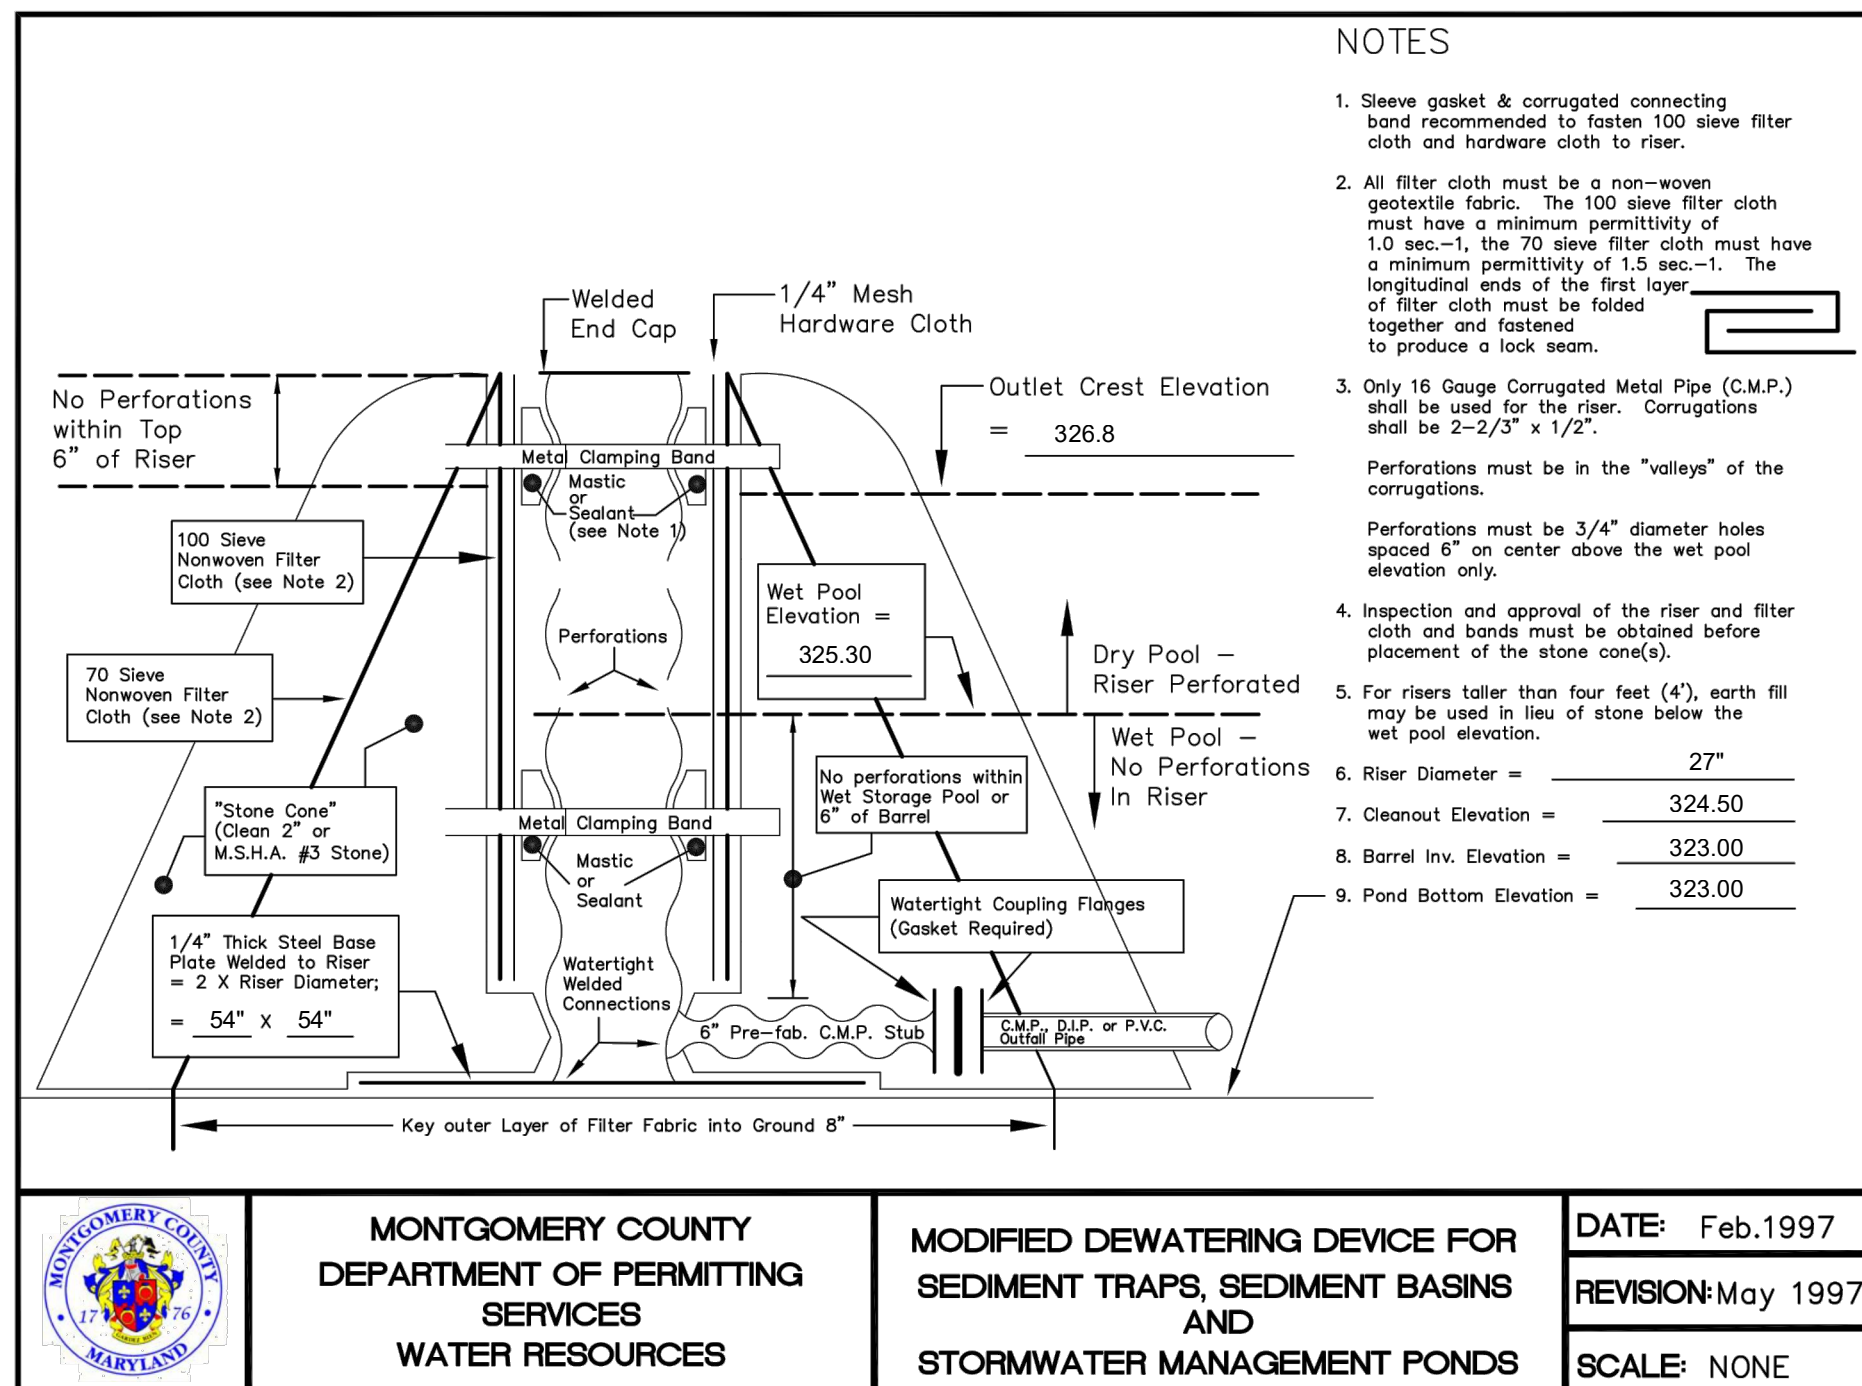 NOTES
1. Sleeve gasket & corrugated connecting
band recommended to fasten 100 sieve filter
cloth and hardware cloth to riser.
2. All filter cloth must be a non-woven
geotextile fabric. The 100 sieve filter cloth
must have a minimum permittivity of
1.0 sec.-1, the 70 sieve filter cloth must have
a minimum permittivity of 1.5 sec.-1. The
longitudinal ends of the first layer
of filter cloth must be folded
together and fastened
to produce a lock seam.
3. Only 16 Gauge Corrugated Metal Pipe (C.M.P.)
shall be used for the riser. Corrugations
shall be 2-2/3" x 1/2".
Perforations must be in the "valleys" of the
corrugations.
Perforations must be 3/4" diameter holes
spaced 6" on center above the wet pool
elevation only.
4. Inspection and approval of the riser and filter
cloth and bands must be obtained before
placement of the stone cone(s).
5. For risers taller than four feet (4'), earth fill
may be used in lieu of stone below the
wet pool elevation.
6. Riser Diameter = 27"
7. Cleanout Elevation = 324.50
8. Barrel Inv. Elevation = 323.00
9. Pond Bottom Elevation = 323.00
Welded
End Cap
1/4" Mesh
Hardware Cloth
No Perforations
within Top
6" of Riser
Outlet Crest Elevation
= 326.8
Metal Clamping Band
Mastic
or
Sealant
(see Note 1)
100 Sieve
Nonwoven Filter
Cloth (see Note 2)
Wet Pool
Elevation =
325.30
Perforations
Dry Pool -
Riser Perforated
70 Sieve
Nonwoven Filter
Cloth (see Note 2)
Wet Pool -
No Perforations
In Riser
No perforations within
Wet Storage Pool or
6" of Barrel
"Stone Cone"
(Clean 2" or
M.S.H.A. #3 Stone)
Metal Clamping Band
Mastic
or
Sealant
Watertight Coupling Flanges
(Gasket Required)
1/4" Thick Steel Base
Plate Welded to Riser
= 2 X Riser Diameter;
= 54" X 54"
Watertight
Welded
Connections
6" Pre-fab. C.M.P. Stub
C.M.P., D.I.P. or P.V.C.
Outfall Pipe
Key outer Layer of Filter Fabric into Ground 8"
MONTGOMERY COUNTY
17 76
GARDEZ BIEN
MARYLAND
MONTGOMERY COUNTY
DEPARTMENT OF PERMITTING
SERVICES
WATER RESOURCES
MODIFIED DEWATERING DEVICE FOR
SEDIMENT TRAPS, SEDIMENT BASINS
AND
STORMWATER MANAGEMENT PONDS
DATE: Feb.1997
REVISION: May 1997
SCALE: NONE